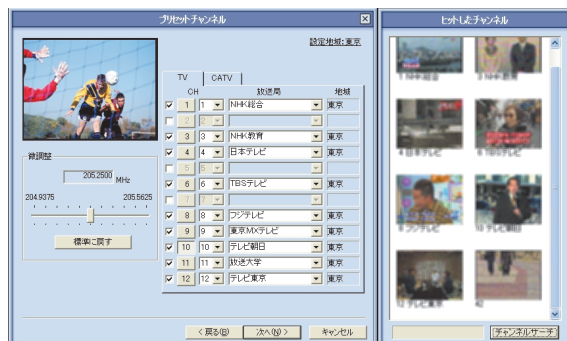 プリセットチャンネル
設定地域:東京
TV CATV
CH 放送局 地域
1 1 NHK総合 東京
2 2
3 3 NHK教育 東京
4 4 日本テレビ 東京
5 5
6 6 TBSテレビ 東京
7 7
8 8 フジテレビ 東京
9 9 東京MXテレビ 東京
10 10 テレビ朝日 東京
11 11 放送大学 東京
12 12 テレビ東京 東京
微調整
205.2500 MHz
204.9375 205.5625
標準に戻す
< 戻る(B) 次へ(N) > キャンセル
ヒットしたチャンネル
1 NHK総合 3 NHK教育
4 日本テレビ 6 TBSテレビ
8 フジテレビ 10 テレビ朝日
12 テレビ東京 42
チャンネルサーチ